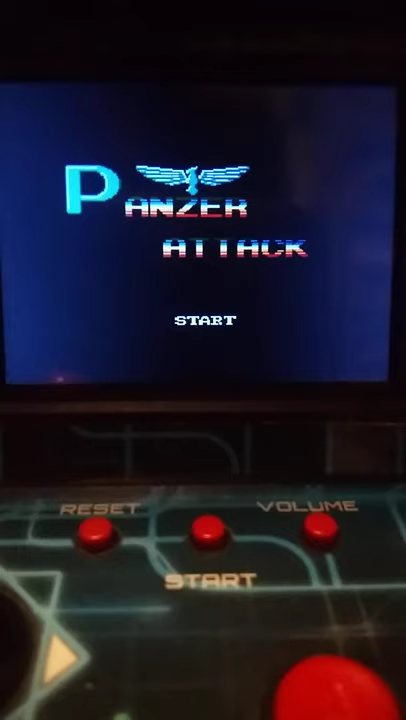 PANZER
ATTACK
START
RESET
VOLUME
START